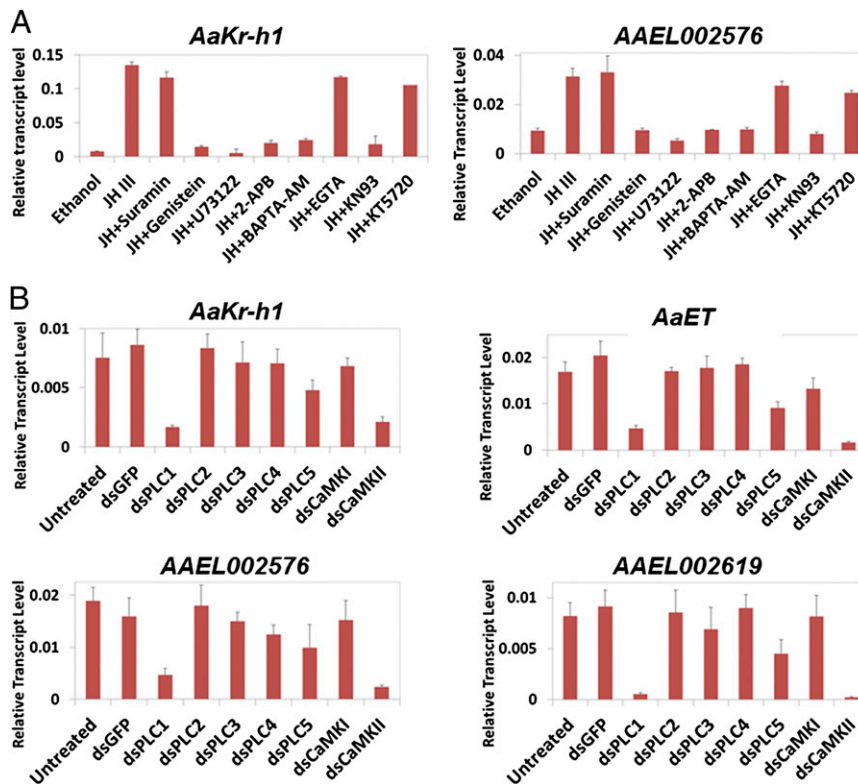 A
AaKr-h1
Relative transcript level
0.15
0.1
0.05
0
Ethanol
JH III
JH+Suramin
JH+Genistein
JH+U73122
JH+2-APB
JH+BAPTA-AM
JH+EGTA
JH+KN93
JH+KT5720
AAEL002576
Relative Transcript Level
0.04
0.02
0
Ethanol
JH III
JH+Suramin
JH+Genistein
JH+U73122
JH+2-APB
JH+BAPTA-AM
JH+EGTA
JH+KN93
JH+KT5720
B
AaKr-h1
Relative Transcript Level
0.01
0.005
0
Untreated
dsGFP
dsPLC1
dsPLC2
dsPLC3
dsPLC4
dsPLC5
dsCaMKI
dsCaMKII
AaET
Relative Transcript Level
0.02
0.01
0
Untreated
dsGFP
dsPLC1
dsPLC2
dsPLC3
dsPLC4
dsPLC5
dsCaMKI
dsCaMKII
AAEL002576
Relative Transcript Level
0.02
0.01
0
Untreated
dsGFP
dsPLC1
dsPLC2
dsPLC3
dsPLC4
dsPLC5
dsCaMKI
dsCaMKII
AAEL002619
Relative Transcript Level
0.01
0.005
0
Untreated
dsGFP
dsPLC1
dsPLC2
dsPLC3
dsPLC4
dsPLC5
dsCaMKI
dsCaMKII